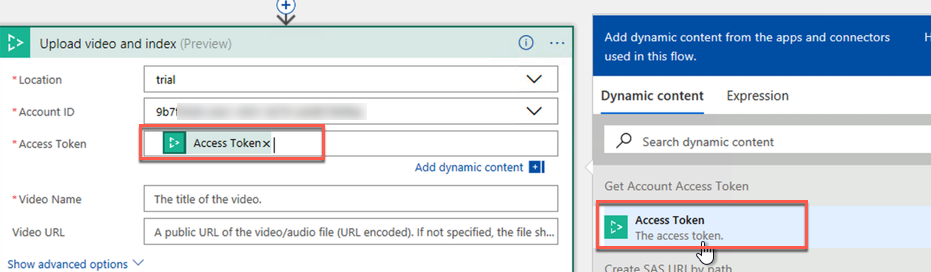 Upload video and index (Preview)
* Location
trial
* Account ID
9b7
* Access Token
Access Token ×
Add dynamic content
* Video Name
The title of the video.
Video URL
A public URL of the video/audio file (URL encoded). If not specified, the file sh...
Show advanced options
Add dynamic content from the apps and connectors
used in this flow.
H
Dynamic content
Expression
Search dynamic content
Get Account Access Token
Access Token
The access token.
Create SAS URI by path